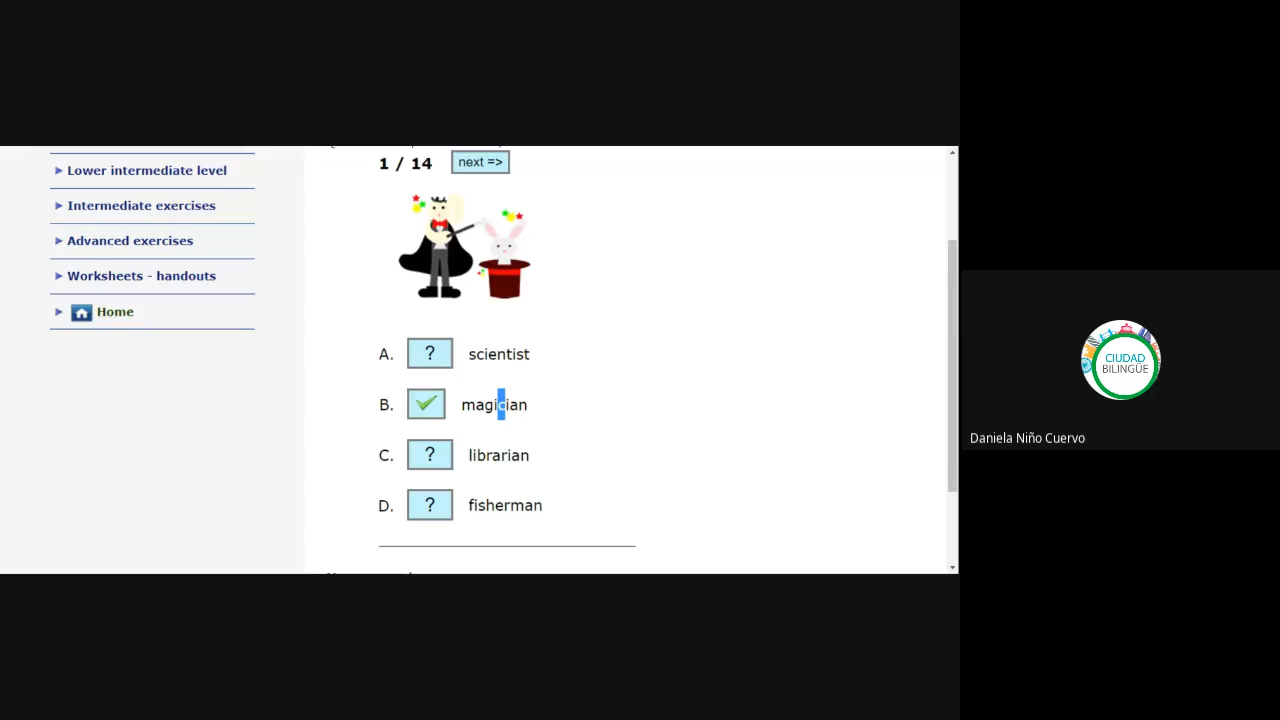 Lower intermediate level
Intermediate exercises
Advanced exercises
Worksheets - handouts
Home
1 / 14 next =>
A. ? scientist
B. magician
C. ? librarian
D. ? fisherman
CIUDAD
BILINGÜE
Daniela Niño Cuervo